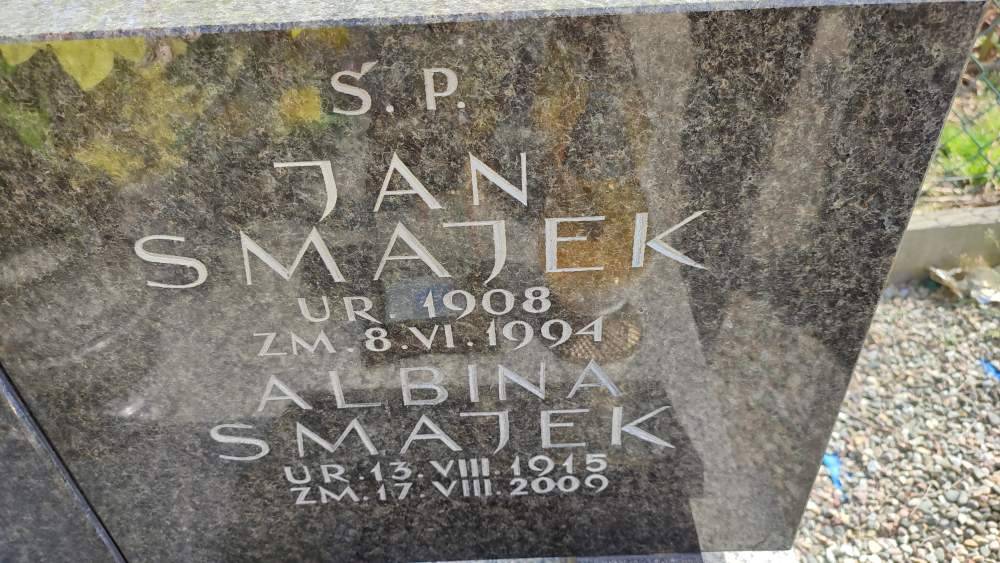 Ś. P.
JAN
SMAJEK
UR 1908
ZM. 8. VI. 1994
ALBINA
SMAJEK
UR. 13. VIII. 1915
ZM. 17. VIII. 2009